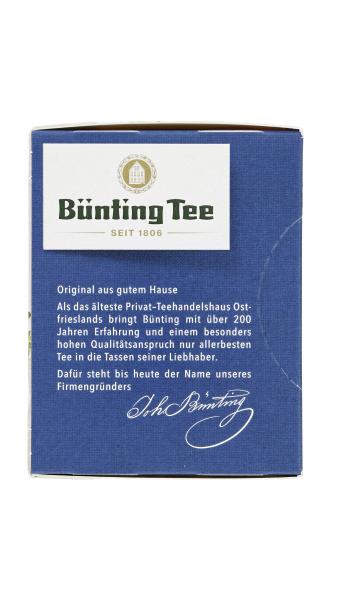 Bünting Tee
SEIT 1806
Original aus gutem Hause
Als das älteste Privat-Teehandelshaus Ost-
frieslands bringt Bünting mit über 200
Jahren Erfahrung und einem besonders
hohen Qualitätsanspruch nur allerbesten
Tee in die Tassen seiner Liebhaber.
Dafür steht bis heute der Name unseres
Firmengründers
Joh Bünting